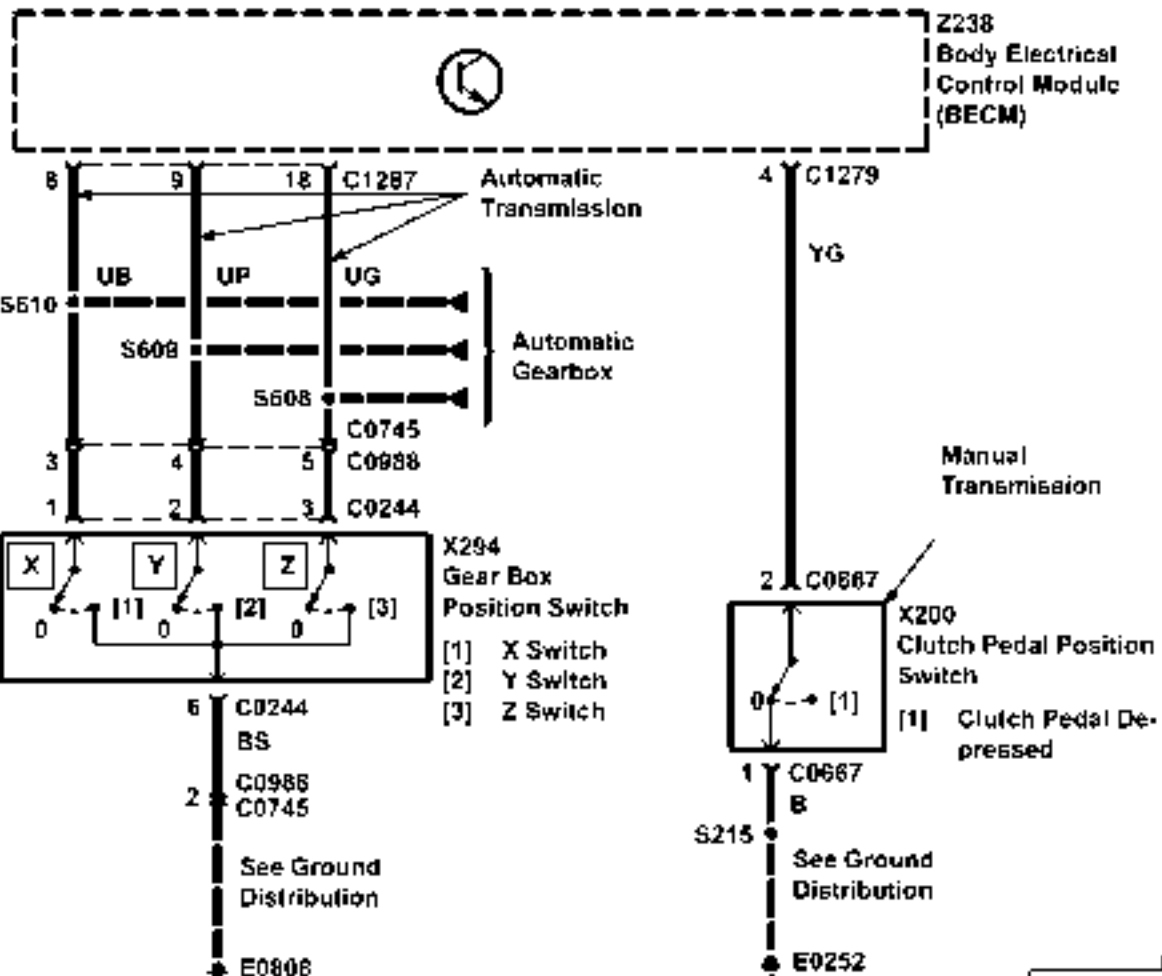 Z238
Body Electrical
Control Module
(BECM)
8 9 18 C1287
4 C1279
Automatic
Transmission
YG
UB UP UG
S610
S609
S608
Automatic
Gearbox
C0745
3 4 5 C0988
1 2 3 C0244
Manual
Transmission
X Y Z
[1] [2] [3]
0 0 0
X294
Gear Box
Position Switch
[1] X Switch
[2] Y Switch
[3] Z Switch
2 C0667
X200
Clutch Pedal Position
Switch
0 [1]
[1] Clutch Pedal De-
pressed
6 C0244
BS
C0986
2 C0745
See Ground
Distribution
E0806
1 C0667
B
S215
See Ground
Distribution
E0252